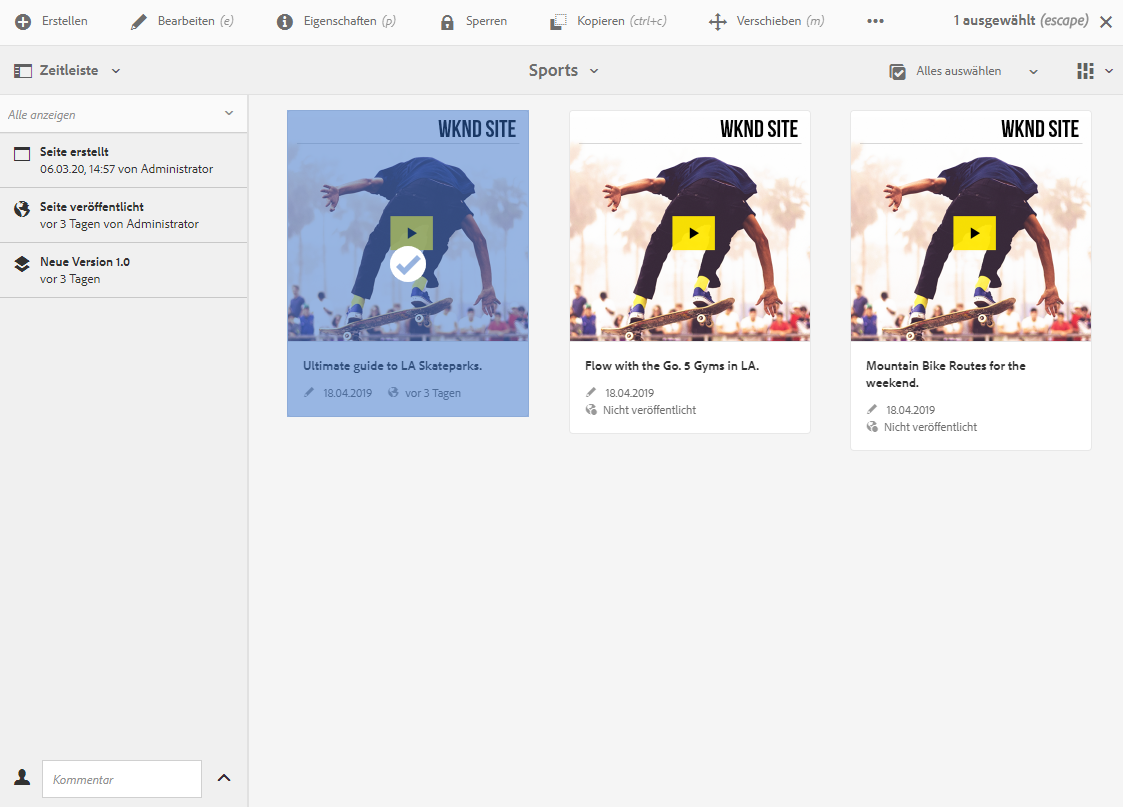 Erstellen
Bearbeiten (e)
Eigenschaften (p)
Sperren
Kopieren (ctrl+c)
Verschieben (m)
1 ausgewählt (escape)
Zeitleiste
Sports
Alles auswählen
Alle anzeigen
Seite erstellt
06.03.20, 14:57 von Administrator
Seite veröffentlicht
vor 3 Tagen von Administrator
Neue Version 1.0
vor 3 Tagen
Kommentar
WKND SITE
Ultimate guide to LA Skateparks.
18.04.2019
vor 3 Tagen
WKND SITE
Flow with the Go. 5 Gyms in LA.
18.04.2019
Nicht veröffentlicht
WKND SITE
Mountain Bike Routes for the
weekend.
18.04.2019
Nicht veröffentlicht